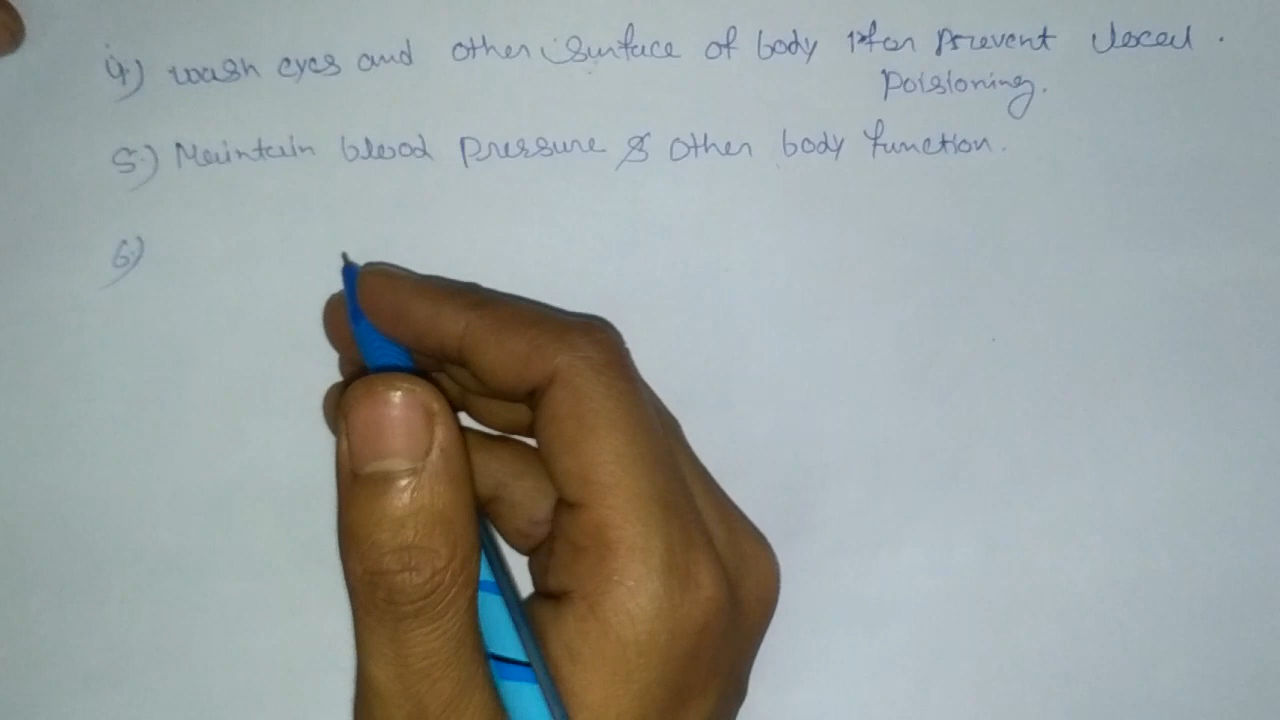 4) wash eyes and other surface of body for prevent local.
poisioning.
5.) Maintain blood pressure & other body function.
6.)